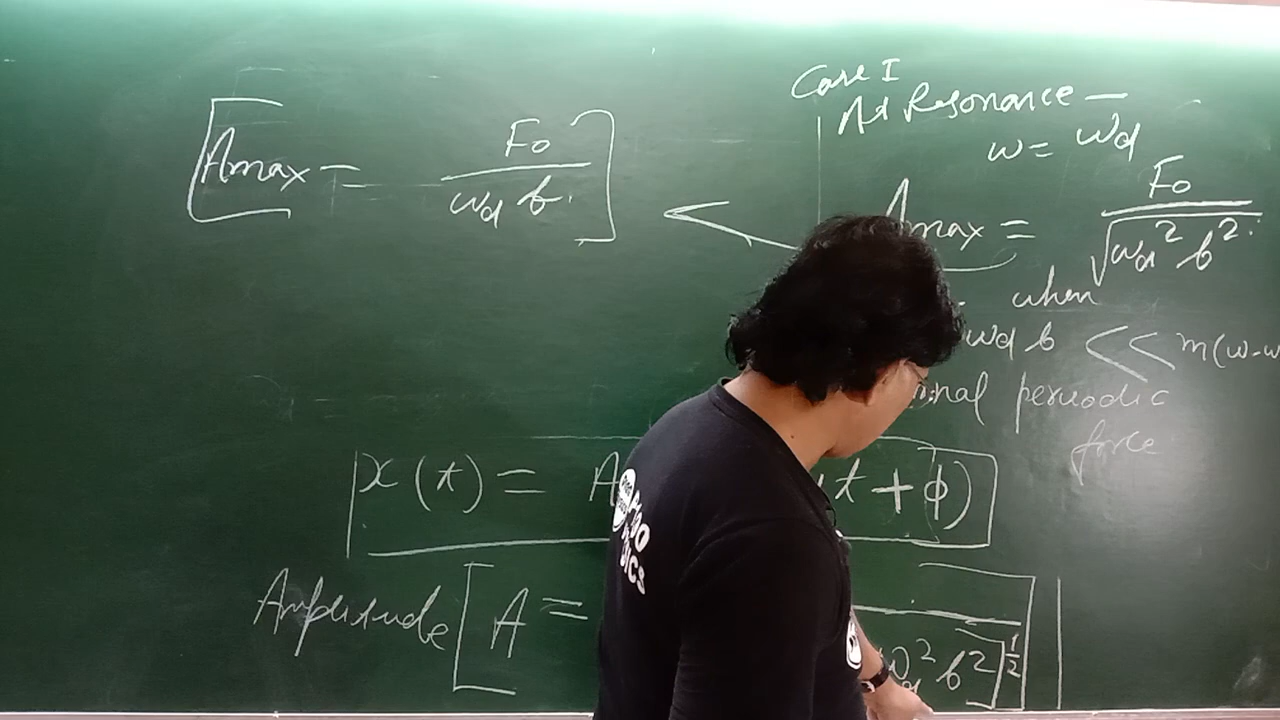 Case I
At Resonance —
ω = ωd
Amax = F₀ / √(ωd² b²)
[Amax = F₀ / (ωd b)]
when
ωd b << m(ω-ω
periodic
force
x(t) = A t + ϕ)
Amplitude [A =
b²]^(1/2)